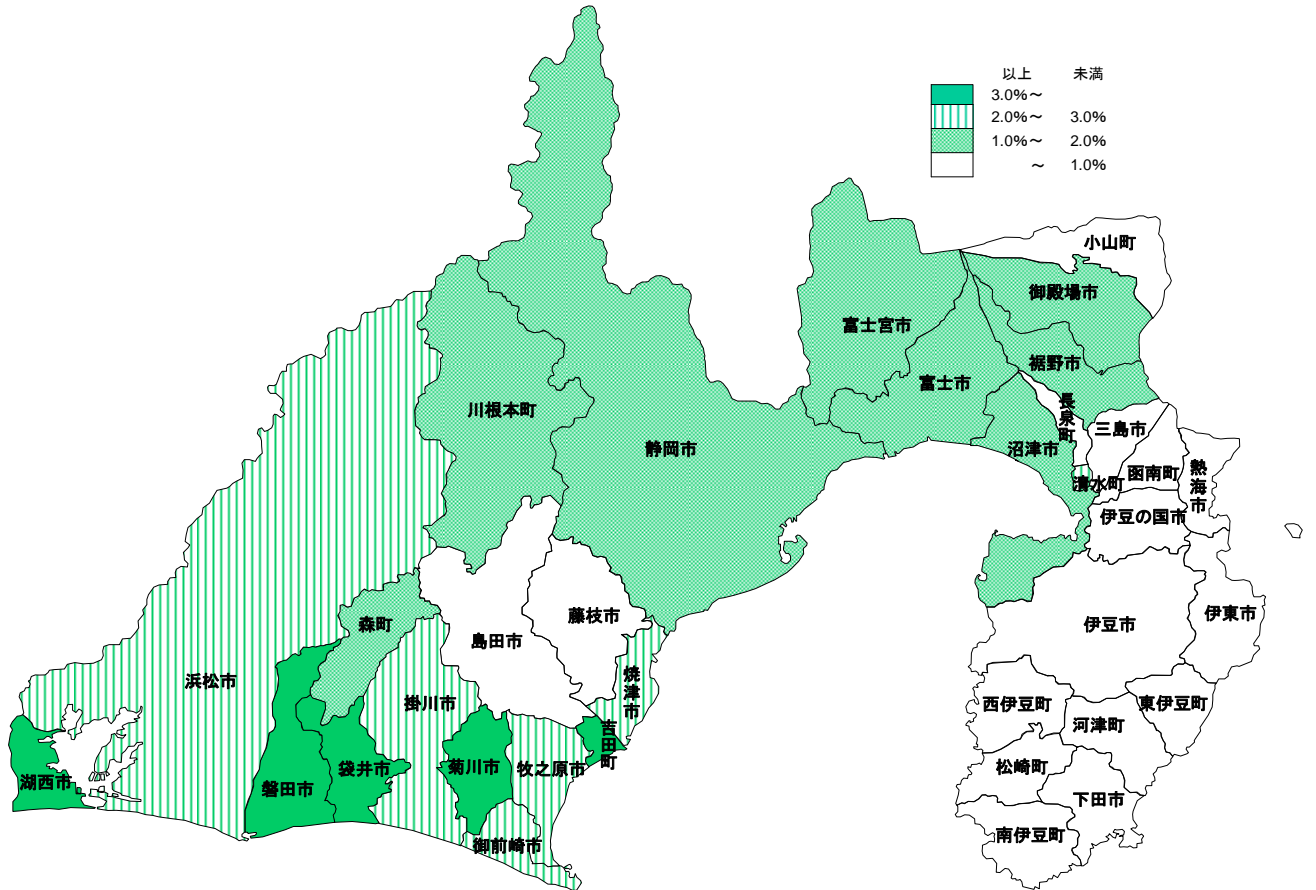 以上 未満
3.0%～
2.0%～ 3.0%
1.0%～ 2.0%
～ 1.0%
小山町
御殿場市
富士宮市
裾野市
富士市
川根本町
長泉町
三島市
静岡市
沼津市
函南町
熱海市
清水町
伊豆の国市
藤枝市
伊東市
森町
伊豆市
島田市
浜松市
焼津市
掛川市
西伊豆町
東伊豆町
河津町
吉田町
湖西市
磐田市
袋井市
菊川市
牧之原市
松崎町
下田市
南伊豆町
御前崎市